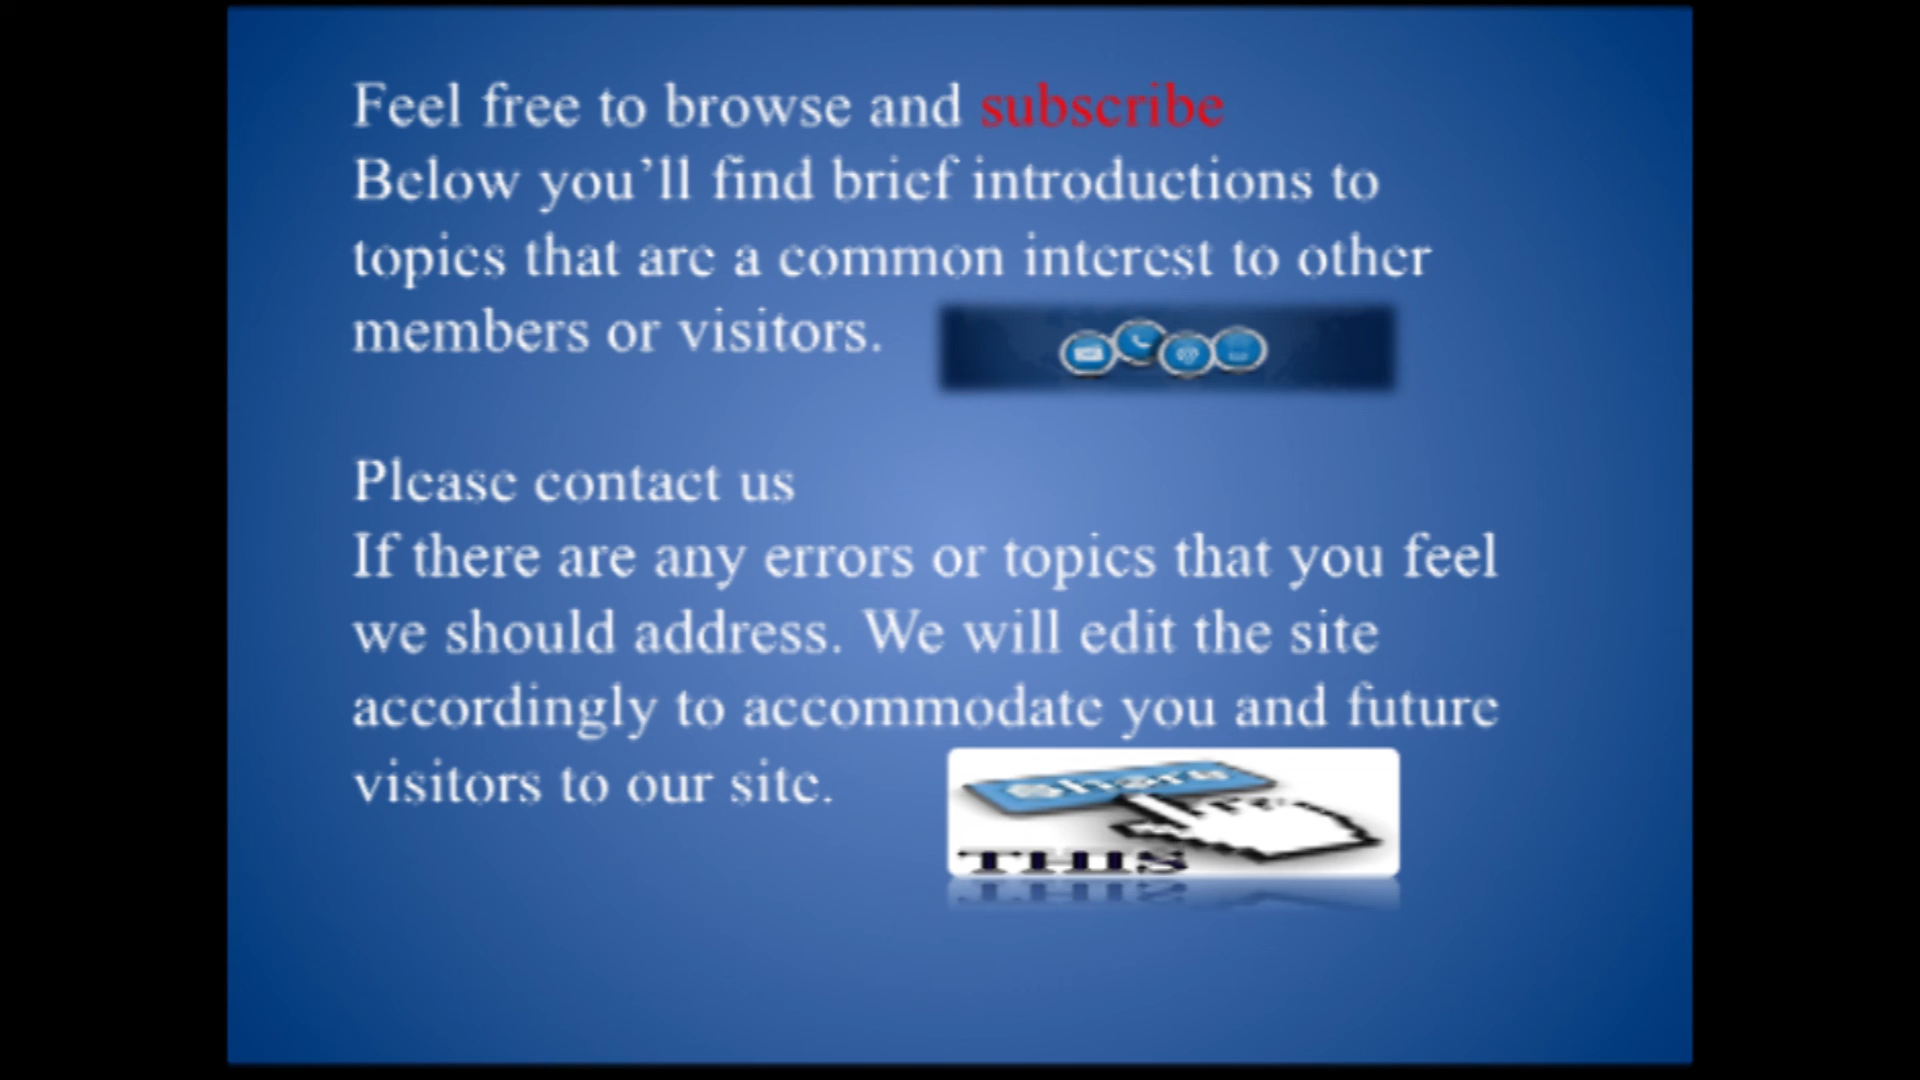 Feel free to browse and subscribe
Below you’ll find brief introductions to
topics that are a common interest to other
members or visitors.
Please contact us
If there are any errors or topics that you feel
we should address. We will edit the site
accordingly to accommodate you and future
visitors to our site.
Share
THIS